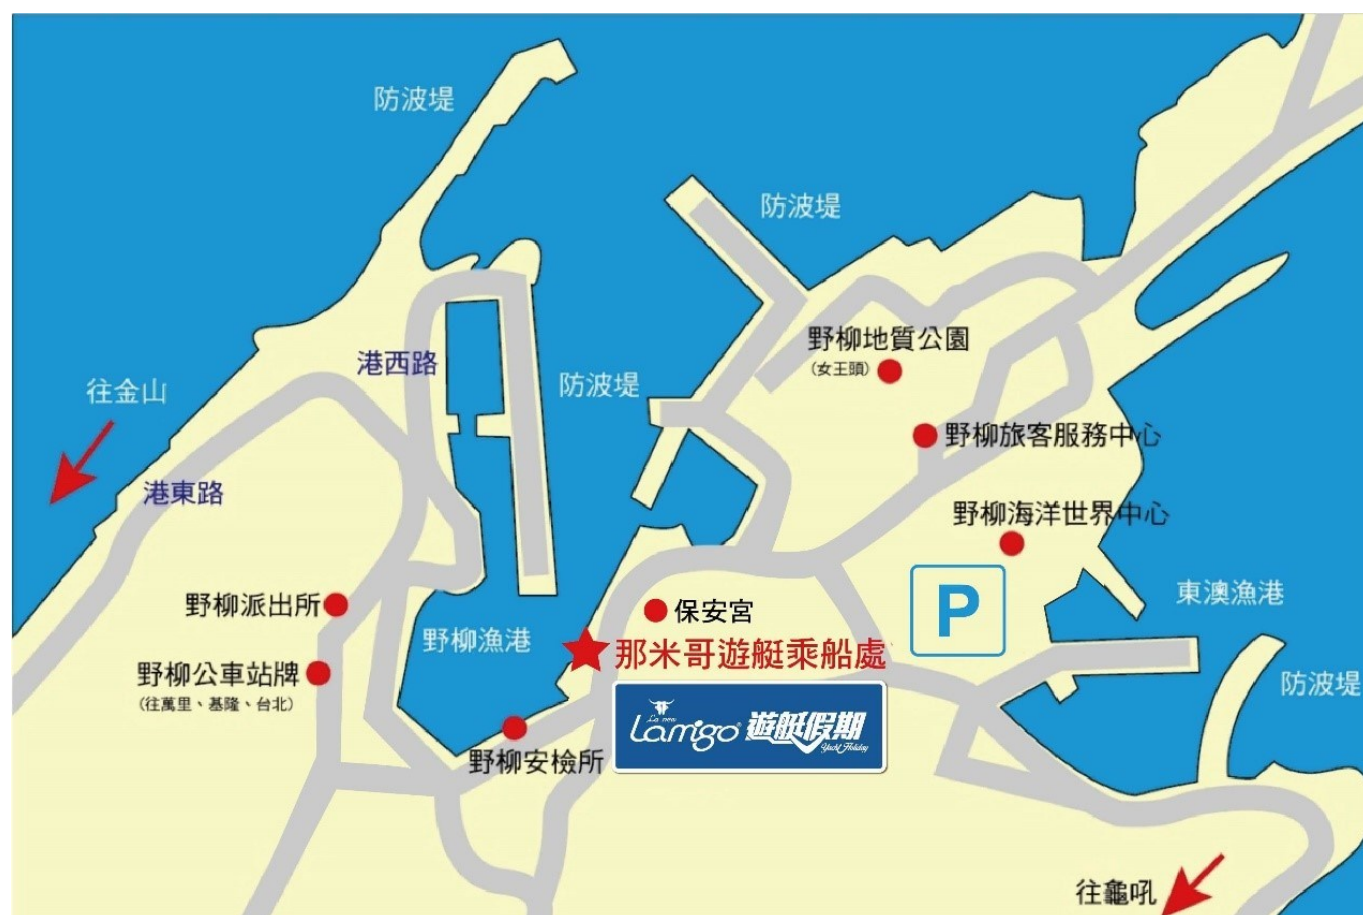 防波堤
防波堤
野柳地質公園
(女王頭)
港西路
防波堤
往金山
野柳旅客服務中心
港東路
野柳海洋世界中心
P
東澳漁港
野柳派出所
保安宮
野柳漁港
那米哥遊艇乘船處
野柳公車站牌
(往萬里、基隆、台北)
防波堤
La new
Lamigo® 遊艇假期
Yacht Holiday
野柳安檢所
往龜吼